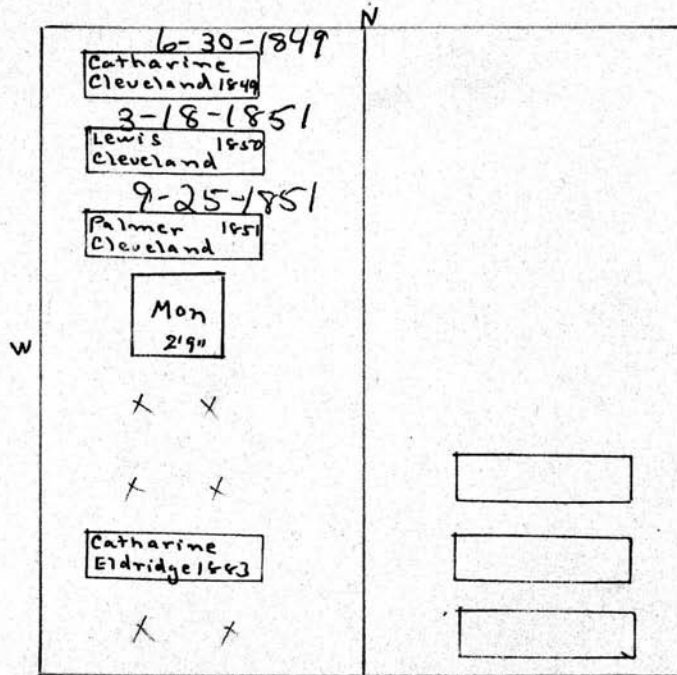 N
6-30-1849
Catharine
Cleveland 1849
3-18-1851
Lewis 1850
Cleveland
9-25-1851
Palmer 1851
Cleveland
Mon
2'9"
W
x x
x x
Catharine
Eldridge 1883
x x